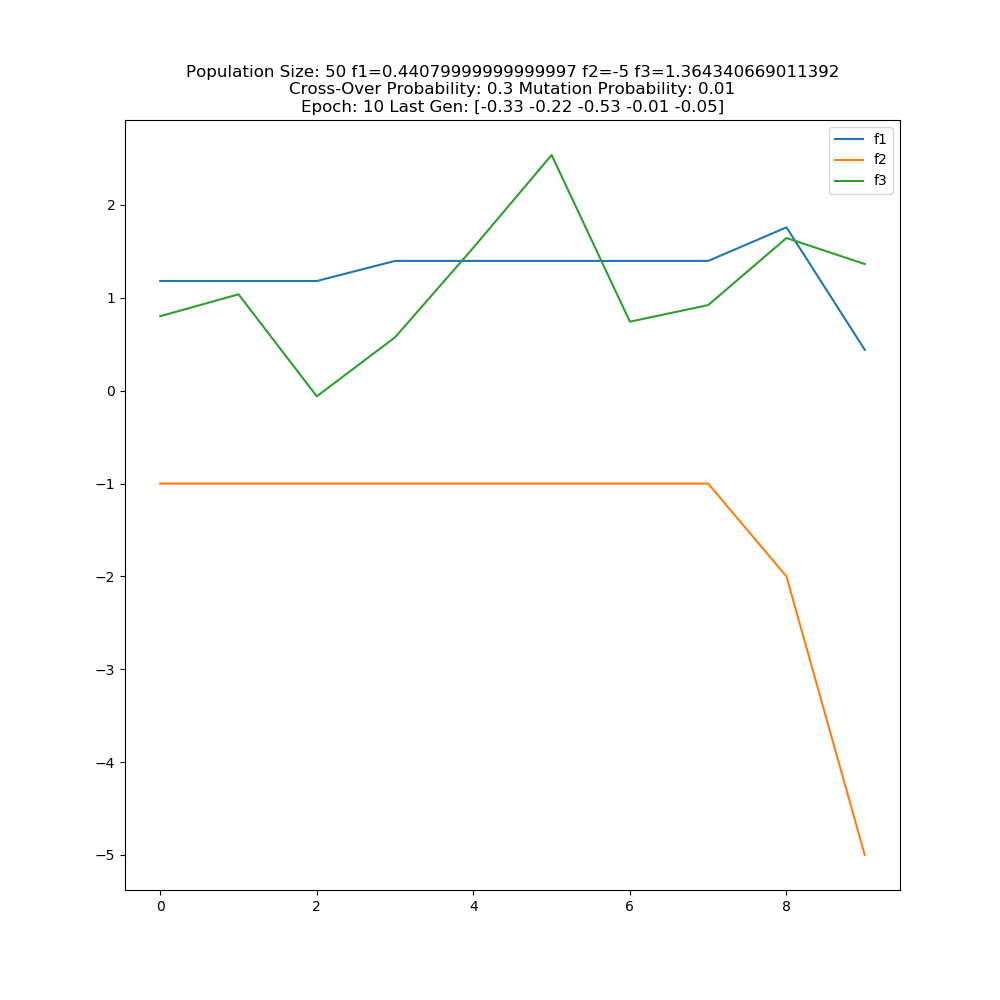 Population Size: 50 f1=0.44079999999999997 f2=-5 f3=1.364340669011392
Cross-Over Probability: 0.3 Mutation Probability: 0.01
Epoch: 10 Last Gen: [-0.33 -0.22 -0.53 -0.01 -0.05]
f1
f2
f3
2
1
0
−1
−2
−3
−4
−5
0 2 4 6 8